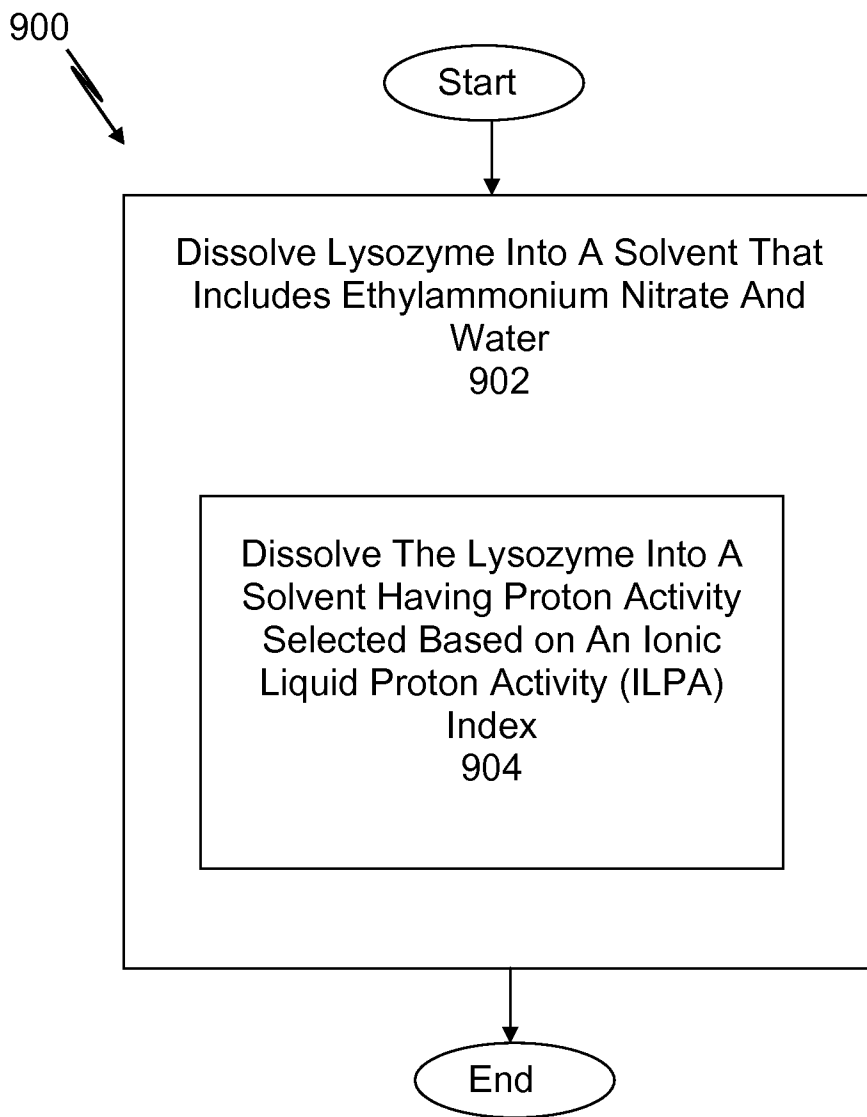 900
Start
Dissolve Lysozyme Into A Solvent That
Includes Ethylammonium Nitrate And
Water
902
Dissolve The Lysozyme Into A
Solvent Having Proton Activity
Selected Based on An Ionic
Liquid Proton Activity (ILPA)
Index
904
End